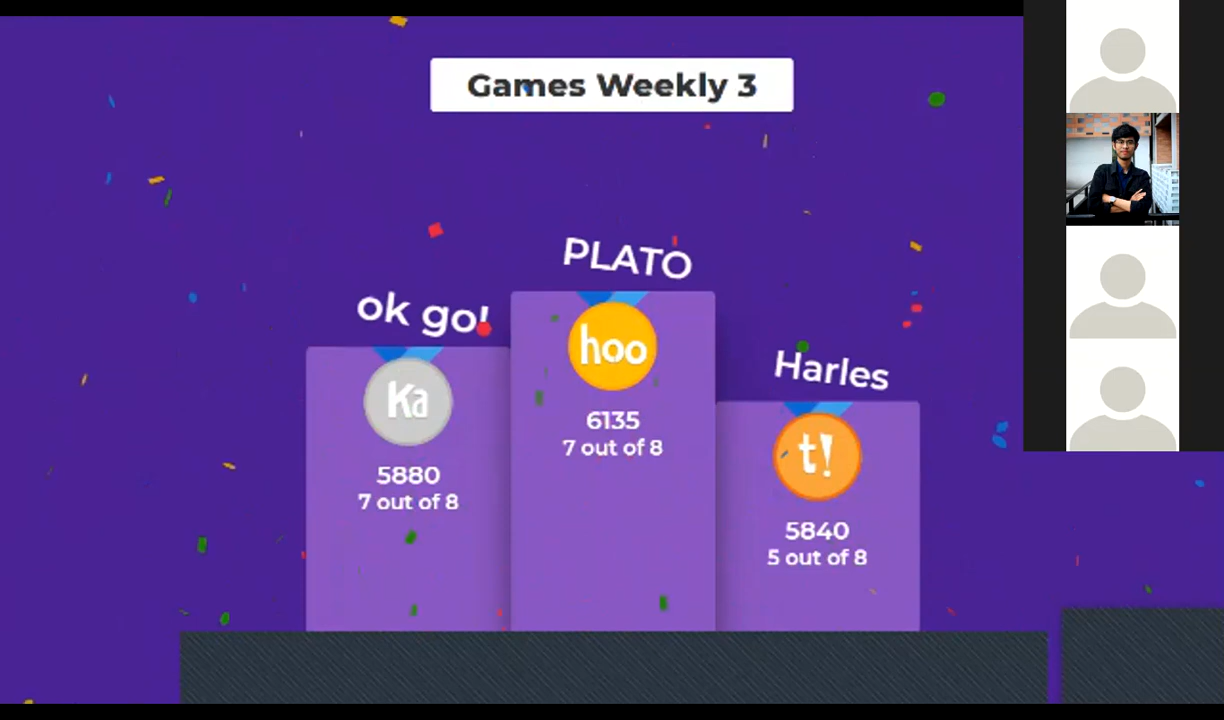 Games Weekly 3
PLATO
hoo
6135
7 out of 8
ok go!
Ka
5880
7 out of 8
Harles
t!
5840
5 out of 8